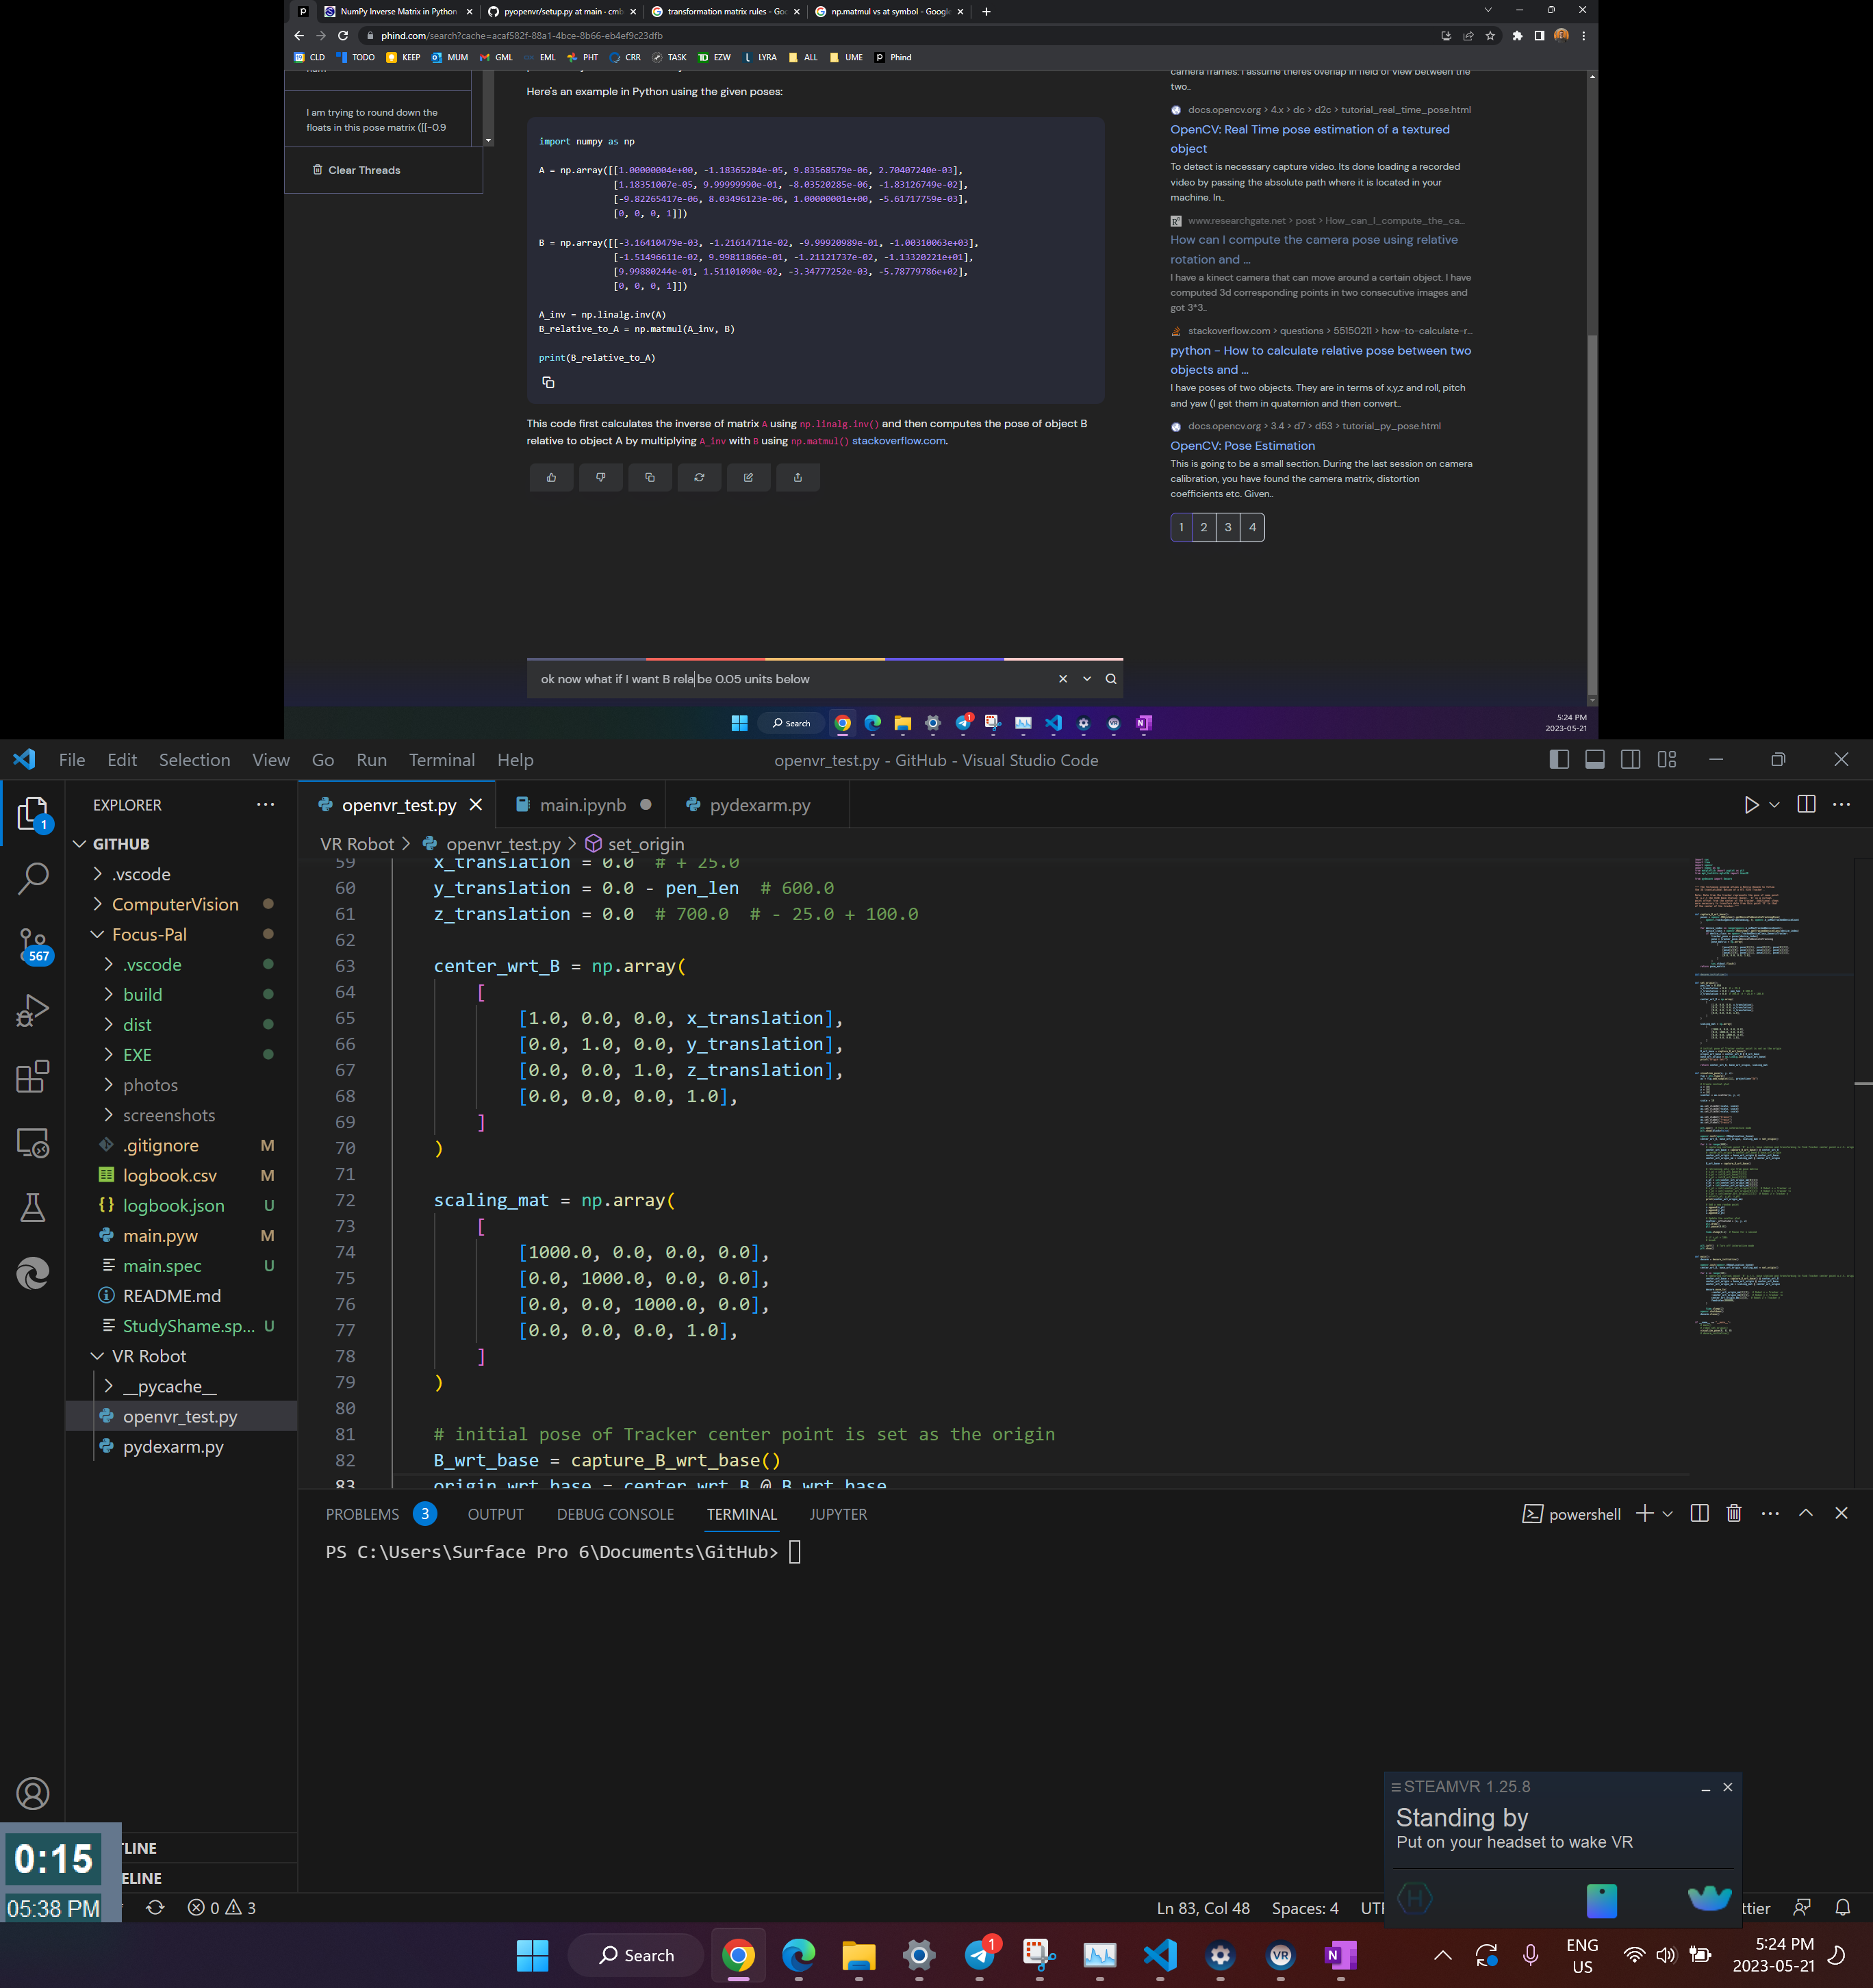 NumPy Inverse Matrix in Python
pyopenvr/setup.py at main · cmb
transformation matrix rules - Goo
np.matmul vs at symbol - Google
phind.com/search?cache=acaf582f-88a1-4bce-8b66-eb4ef9c23dfb
CLD TODO KEEP MUM GML EML PHT CRR TASK EZW LYRA ALL UME Phind
I am trying to round down the
floats in this pose matrix ([[-0.9
Clear Threads
Here's an example in Python using the given poses:
import numpy as np
A = np.array([[1.00000004e+00, -1.18365284e-05, 9.83568579e-06, 2.70407240e-03],
[1.18351007e-05, 9.99999990e-01, -8.03520285e-06, -1.83126749e-02],
[-9.82265417e-06, 8.03496123e-06, 1.00000001e+00, -5.61717759e-03],
[0, 0, 0, 1]])
B = np.array([[-3.16410479e-03, -1.21614711e-02, -9.99920989e-01, -1.00310063e+03],
[-1.51496611e-02, 9.99811866e-01, -1.21121737e-02, -1.13320221e+01],
[9.99880244e-01, 1.51101090e-02, -3.34777252e-03, -5.78779786e+02],
[0, 0, 0, 1]])
A_inv = np.linalg.inv(A)
B_relative_to_A = np.matmul(A_inv, B)
print(B_relative_to_A)
This code first calculates the inverse of matrix A using np.linalg.inv() and then computes the pose of object B
relative to object A by multiplying A_inv with B using np.matmul() stackoverflow.com.
ok now what if I want B rela be 0.05 units below
camera frames. I assume theres overlap in field of view between the
two..
docs.opencv.org > 4.x > dc > d2c > tutorial_real_time_pose.html
OpenCV: Real Time pose estimation of a textured
object
To detect is necessary capture video. Its done loading a recorded
video by passing the absolute path where it is located in your
machine. In..
www.researchgate.net > post > How_can_I_compute_the_ca...
How can I compute the camera pose using relative
rotation and ...
I have a kinect camera that can move around a certain object. I have
computed 3d corresponding points in two consecutive images and
got 3*3..
stackoverflow.com > questions > 55150211 > how-to-calculate-r...
python - How to calculate relative pose between two
objects and ...
I have poses of two objects. They are in terms of x,y,z and roll, pitch
and yaw (I get them in quaternion and then convert..
docs.opencv.org > 3.4 > d7 > d53 > tutorial_py_pose.html
OpenCV: Pose Estimation
This is going to be a small section. During the last session on camera
calibration, you have found the camera matrix, distortion
coefficients etc. Given..
1 2 3 4
Search
1
5:24 PM
2023-05-21
File Edit Selection View Go Run Terminal Help
openvr_test.py - GitHub - Visual Studio Code
1
567
EXPLORER
GITHUB
.vscode
ComputerVision
Focus-Pal
.vscode
build
dist
EXE
photos
screenshots
.gitignore M
logbook.csv M
logbook.json U
main.pyw M
main.spec U
README.md
StudyShame.sp... U
VR Robot
__pycache__
openvr_test.py
pydexarm.py
TLINE
ELINE
openvr_test.py main.ipynb pydexarm.py
VR Robot > openvr_test.py > set_origin
59 x_translation = 0.0 # + 25.0
60 y_translation = 0.0 - pen_len # 600.0
61 z_translation = 0.0 # 700.0 # - 25.0 + 100.0
62
63 center_wrt_B = np.array(
64 [
65 [1.0, 0.0, 0.0, x_translation],
66 [0.0, 1.0, 0.0, y_translation],
67 [0.0, 0.0, 1.0, z_translation],
68 [0.0, 0.0, 0.0, 1.0],
69 ]
70 )
71
72 scaling_mat = np.array(
73 [
74 [1000.0, 0.0, 0.0, 0.0],
75 [0.0, 1000.0, 0.0, 0.0],
76 [0.0, 0.0, 1000.0, 0.0],
77 [0.0, 0.0, 0.0, 1.0],
78 ]
79 )
80
81 # initial pose of Tracker center point is set as the origin
82 B_wrt_base = capture_B_wrt_base()
83 origin_wrt_base = center_wrt_B @ B_wrt_base
PROBLEMS 3 OUTPUT DEBUG CONSOLE TERMINAL JUPYTER
powershell
PS C:\Users\Surface Pro 6\Documents\GitHub>
STEAMVR 1.25.8
Standing by
Put on your headset to wake VR
0:15
05:38 PM
0 3
Ln 83, Col 48 Spaces: 4 UTF
ttier
Search
1
ENG
US
5:24 PM
2023-05-21